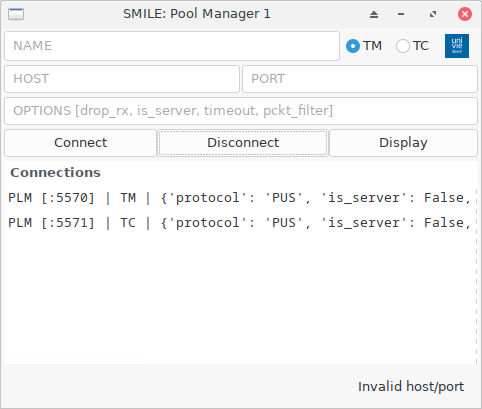 SMILE: Pool Manager 1
NAME
TM
TC
uni
vie
space
HOST
PORT
OPTIONS [drop_rx, is_server, timeout, pckt_filter]
Connect
Disconnect
Display
Connections
PLM [:5570] | TM | {'protocol': 'PUS', 'is_server': False,
PLM [:5571] | TC | {'protocol': 'PUS', 'is_server': False,
Invalid host/port